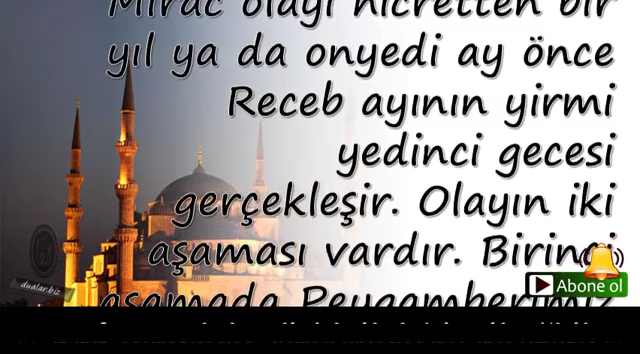 Mirac olayı hicretten bir
yıl ya da onyedi ay önce
Receb ayının yirmi
yedinci gecesi
gerçekleşir. Olayın iki
aşaması vardır. Birinci
aşamada Peygamberimiz
dualar.biz
Abone ol